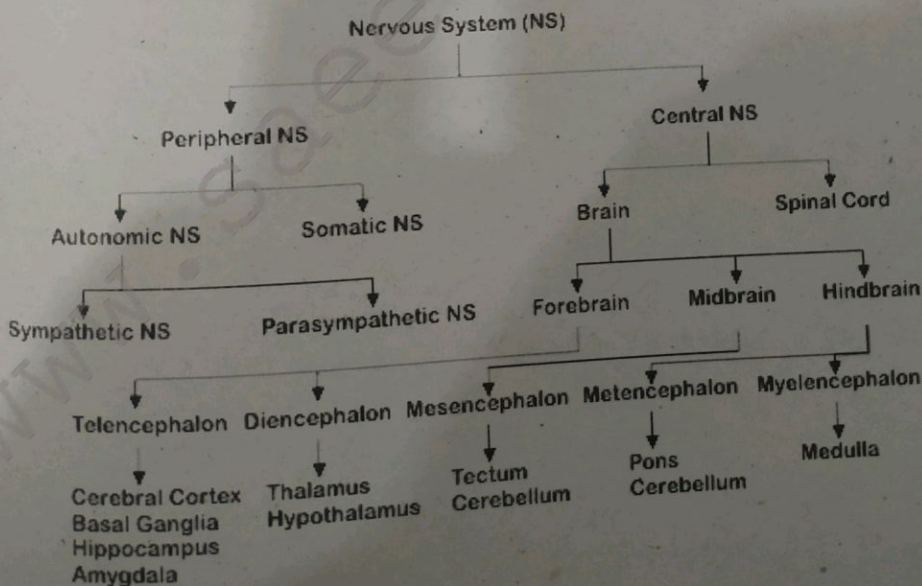 Nervous System (NS)
Peripheral NS
Central NS
Autonomic NS
Somatic NS
Brain
Spinal Cord
Sympathetic NS
Parasympathetic NS
Forebrain
Midbrain
Hindbrain
Telencephalon
Diencephalon
Mesencephalon
Metencephalon
Myelencephalon
Cerebral Cortex
Basal Ganglia
Hippocampus
Amygdala
Thalamus
Hypothalamus
Tectum
Cerebellum
Pons
Cerebellum
Medulla